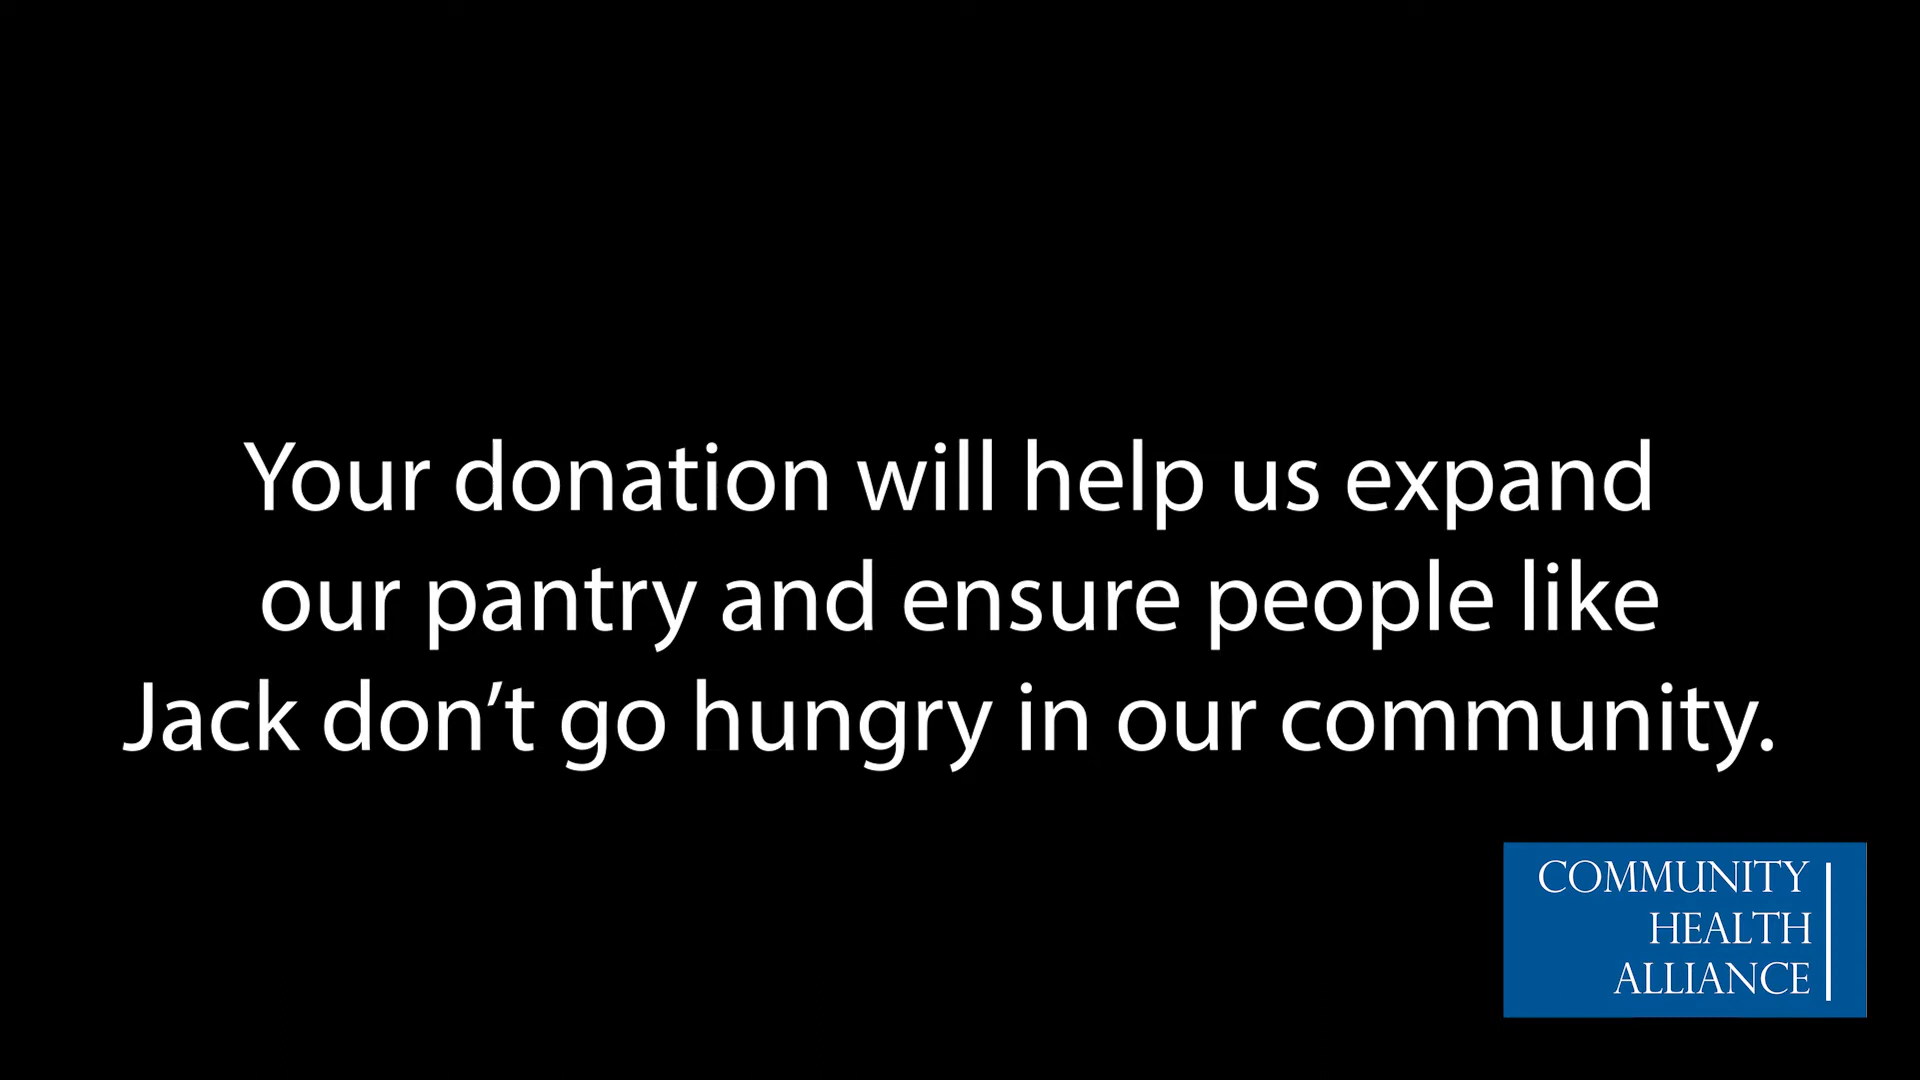 Your donation will help us expand
our pantry and ensure people like
Jack don’t go hungry in our community.
COMMUNITY
HEALTH
ALLIANCE